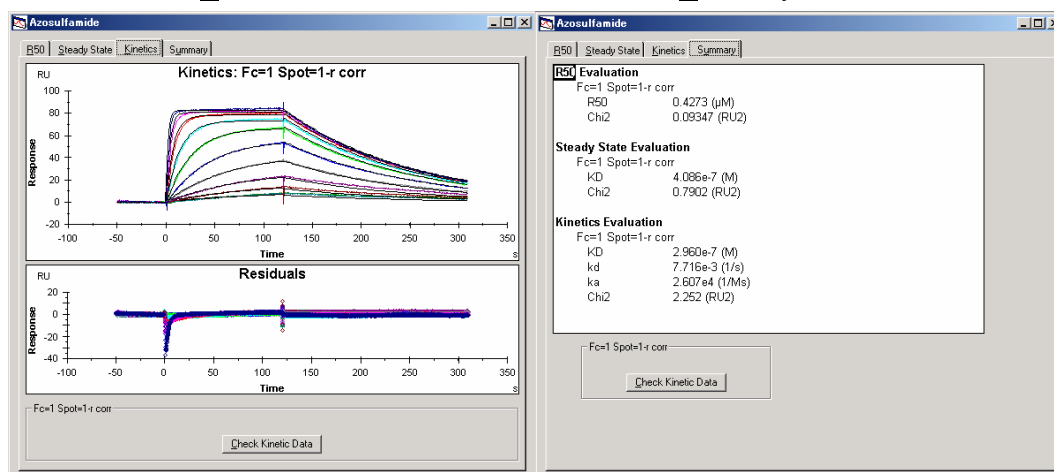 Azosulfamide
R50 Steady State Kinetics Summary
Kinetics: Fc=1 Spot=1-r corr
RU
100
80
60
40
20
0
-20
Response
-100 -50 0 50 100 150 200 250 300 350
Time s
Residuals
RU
20
0
-20
-40
Response
-100 -50 0 50 100 150 200 250 300 350
Time s
Fc=1 Spot=1-r corr
Check Kinetic Data
Azosulfamide
R50 Steady State Kinetics Summary
R50 Evaluation
Fc=1 Spot=1-r corr
R50 0.4273 (µM)
Chi2 0.09347 (RU2)
Steady State Evaluation
Fc=1 Spot=1-r corr
KD 4.086e-7 (M)
Chi2 0.7902 (RU2)
Kinetics Evaluation
Fc=1 Spot=1-r corr
KD 2.960e-7 (M)
kd 7.716e-3 (1/s)
ka 2.607e4 (1/Ms)
Chi2 2.252 (RU2)
Fc=1 Spot=1-r corr
Check Kinetic Data